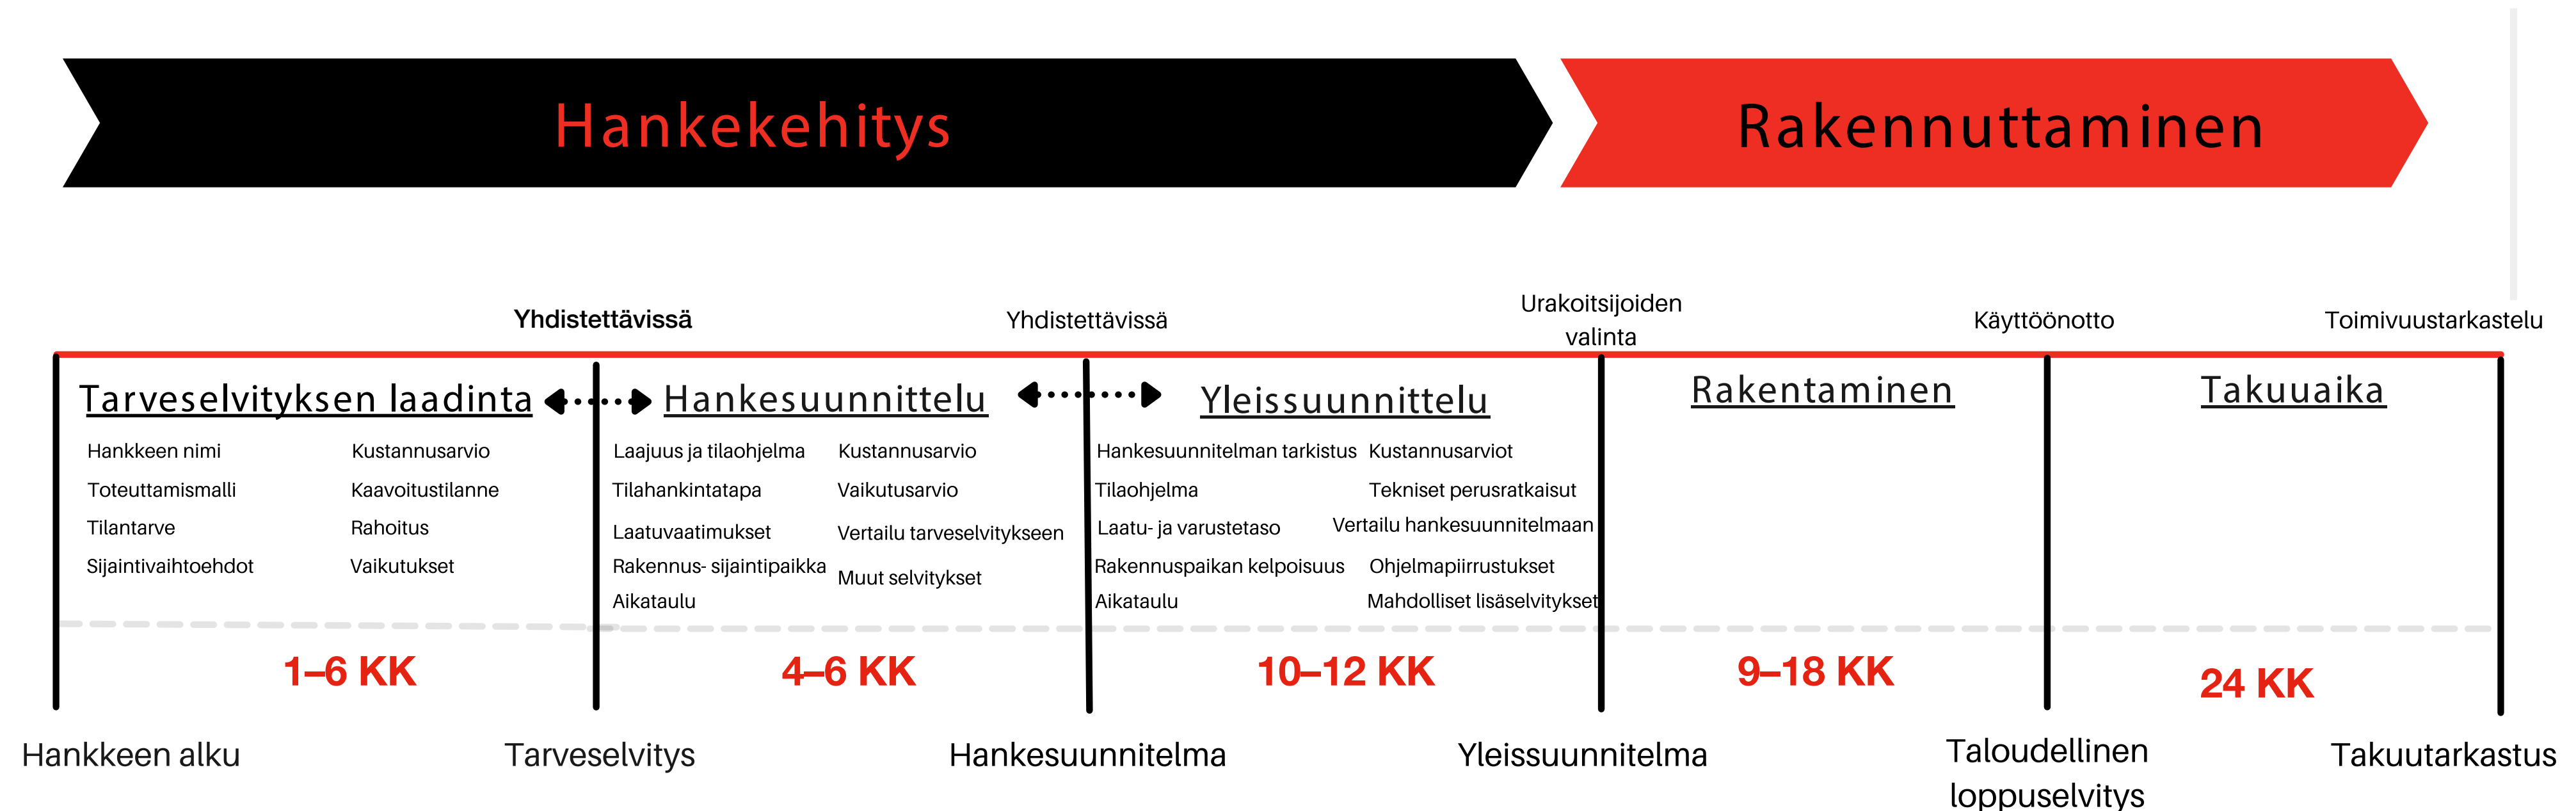 Hankekehitys
Rakennuttaminen
Yhdistettävissä
Yhdistettävissä
Urakoitsijoiden
valinta
Käyttöönotto
Toimivuustarkastelu
Tarveselvityksen laadinta
Hankkeen nimi
Toteuttamismalli
Tilantarve
Sijaintivaihtoehdot
Kustannusarvio
Kaavoitustilanne
Rahoitus
Vaikutukset
Hankesuunnittelu
Laajuus ja tilaohjelma
Tilahankintatapa
Laatuvaatimukset
Rakennus- sijaintipaikka
Aikataulu
Kustannusarvio
Vaikutusarvio
Vertailu tarveselvitykseen
Muut selvitykset
Yleissuunnittelu
Hankesuunnitelman tarkistus
Tilaohjelma
Laatu- ja varustetaso
Rakennuspaikan kelpoisuus
Aikataulu
Kustannusarviot
Tekniset perusratkaisut
Vertailu hankesuunnitelmaan
Ohjelmapiirrustukset
Mahdolliset lisäselvitykset
Rakentaminen
Takuuaika
1–6 KK
4–6 KK
10–12 KK
9–18 KK
24 KK
Hankkeen alku
Tarveselvitys
Hankesuunnitelma
Yleissuunnitelma
Taloudellinen
loppuselvitys
Takuutarkastus